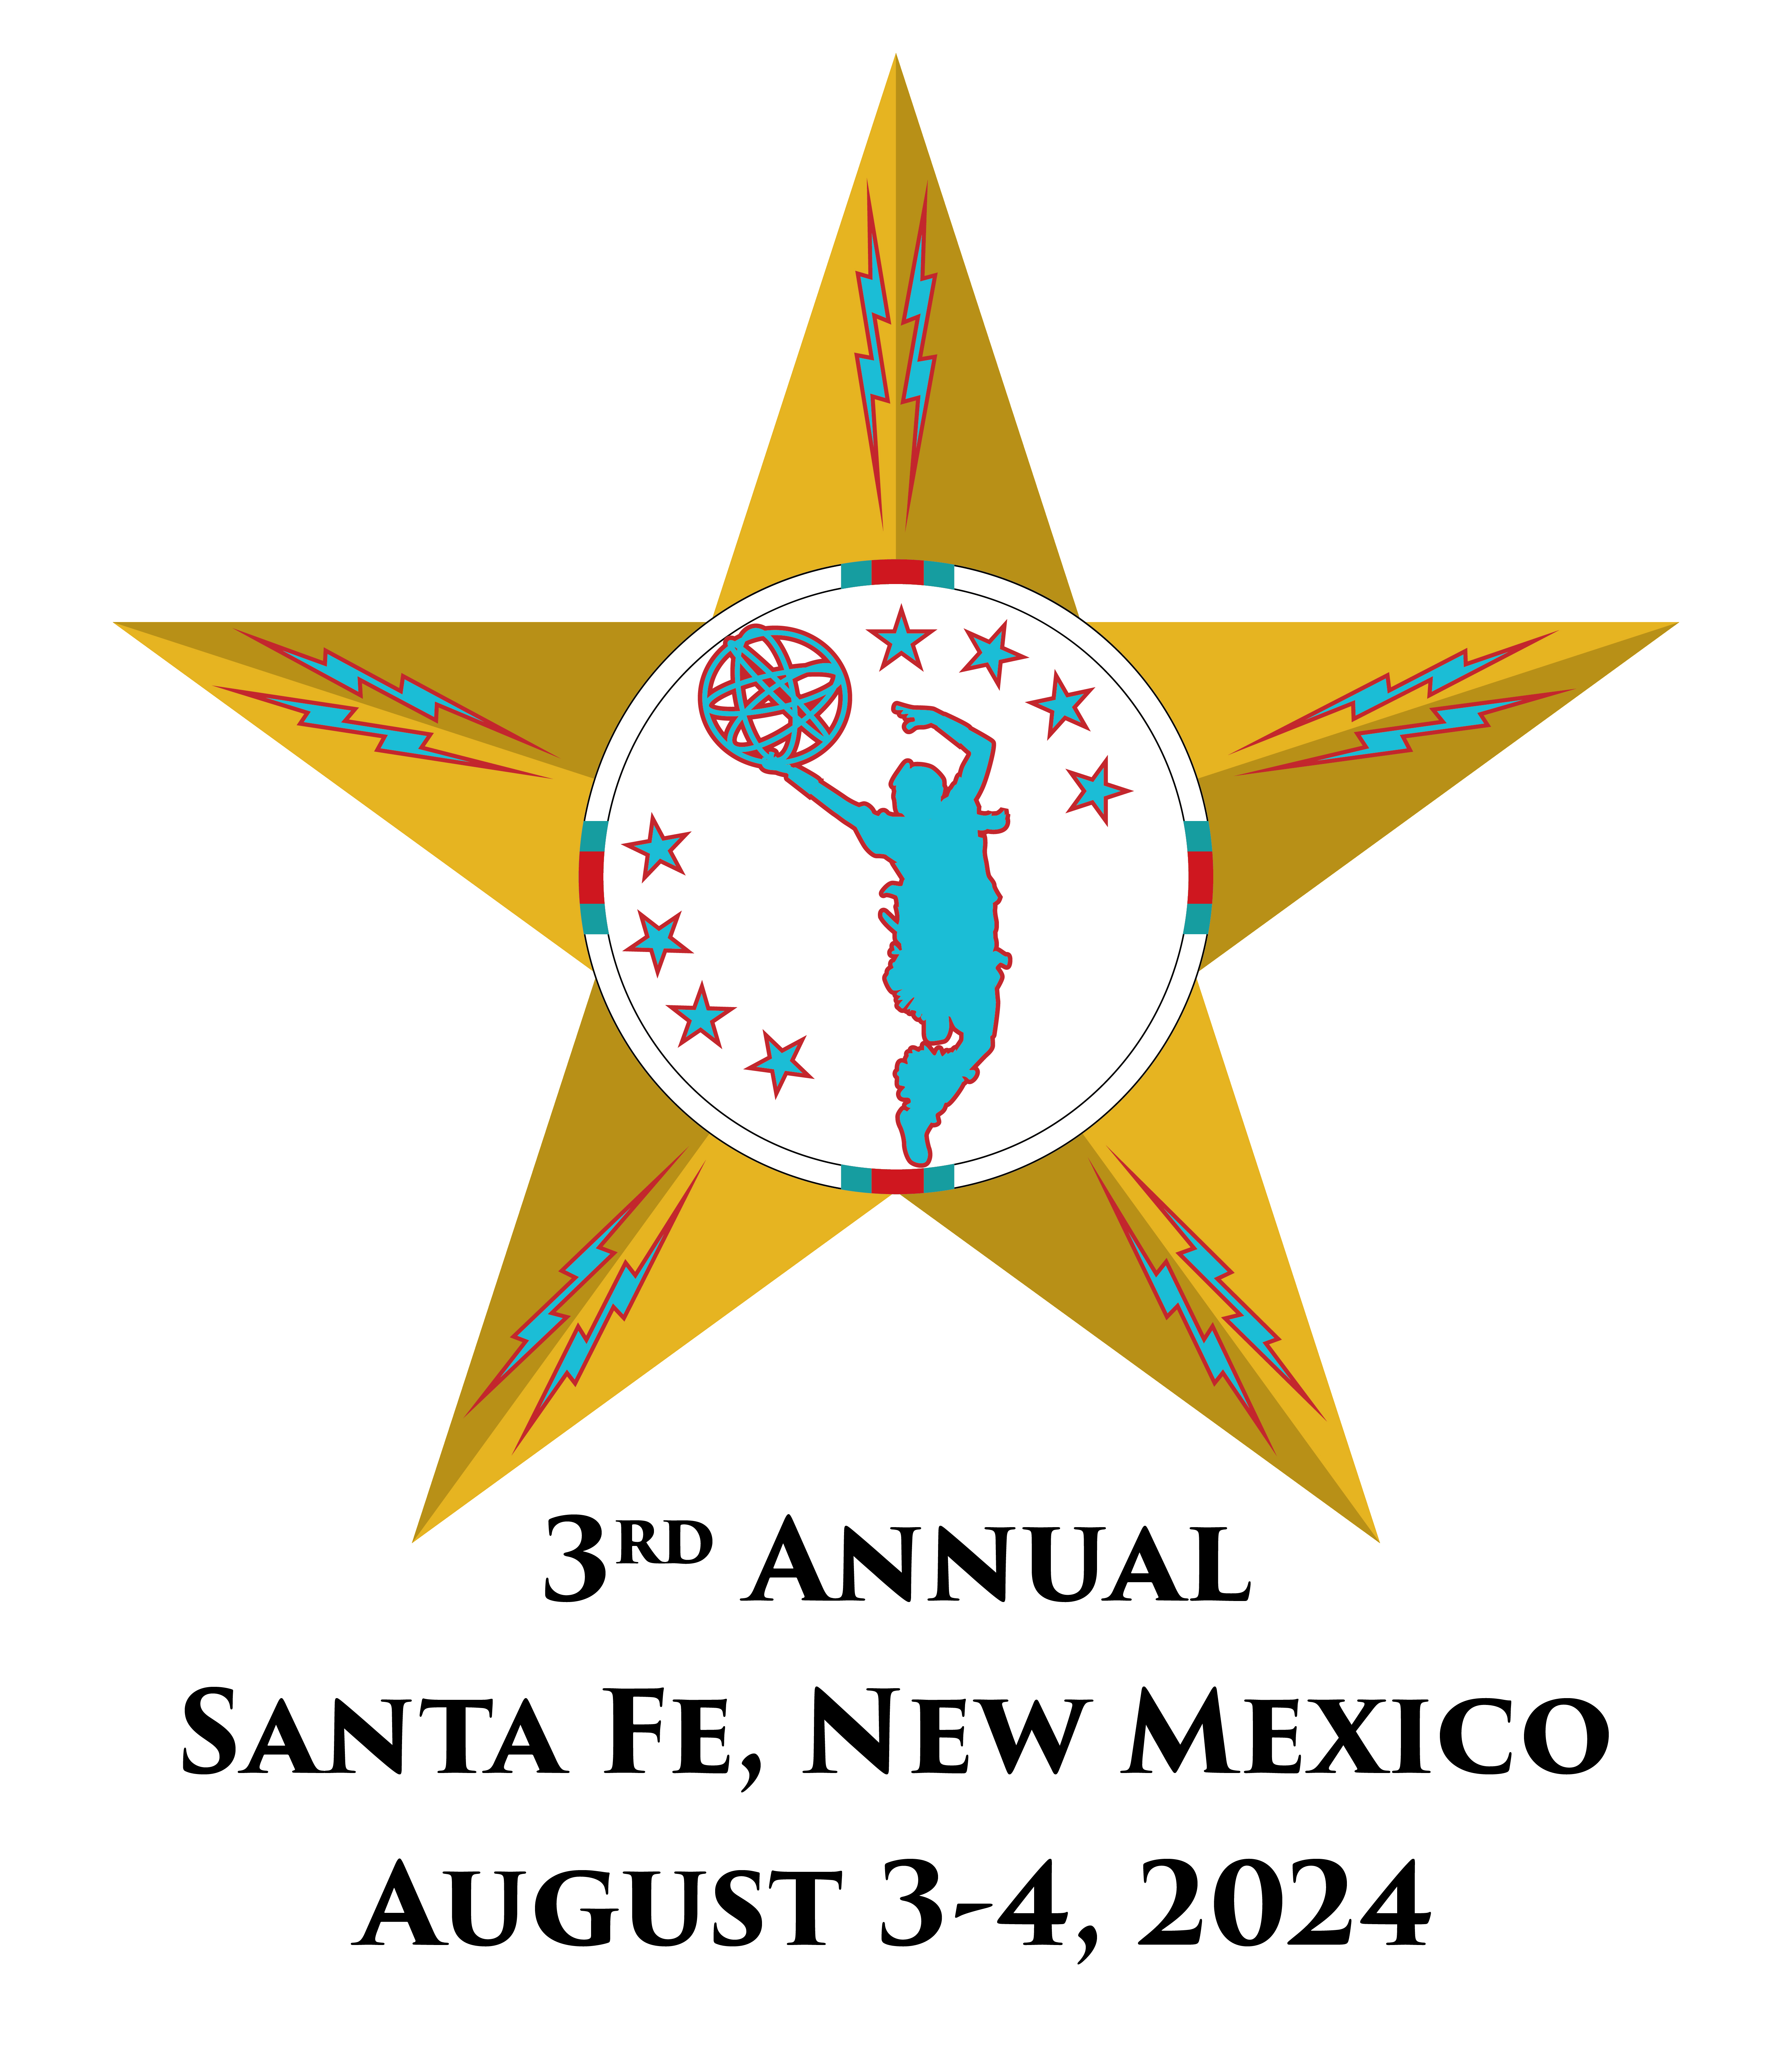 3RD ANNUAL
SANTA FE, NEW MEXICO
AUGUST 3-4, 2024